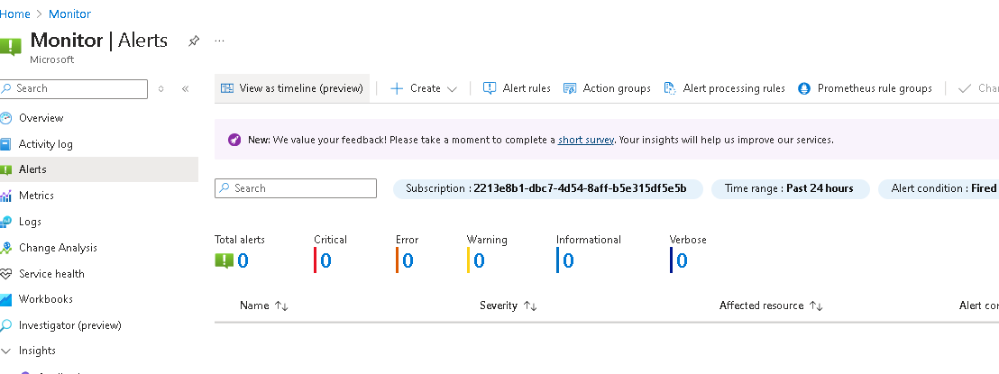 Home > Monitor
Monitor | Alerts ...
Microsoft
Search
Overview
Activity log
Alerts
Metrics
Logs
Change Analysis
Service health
Workbooks
Investigator (preview)
Insights
View as timeline (preview) Create Alert rules Action groups Alert processing rules Prometheus rule groups
New: We value your feedback! Please take a moment to complete a short survey. Your insights will help us improve our services.
Search Subscription : 2213e8b1-dbc7-4d54-8aff-b5e315df5e5b Time range : Past 24 hours Alert condition : Fired
Total alerts Critical Error Warning Informational Verbose
0 0 0 0 0 0
Name Severity Affected resource Alert